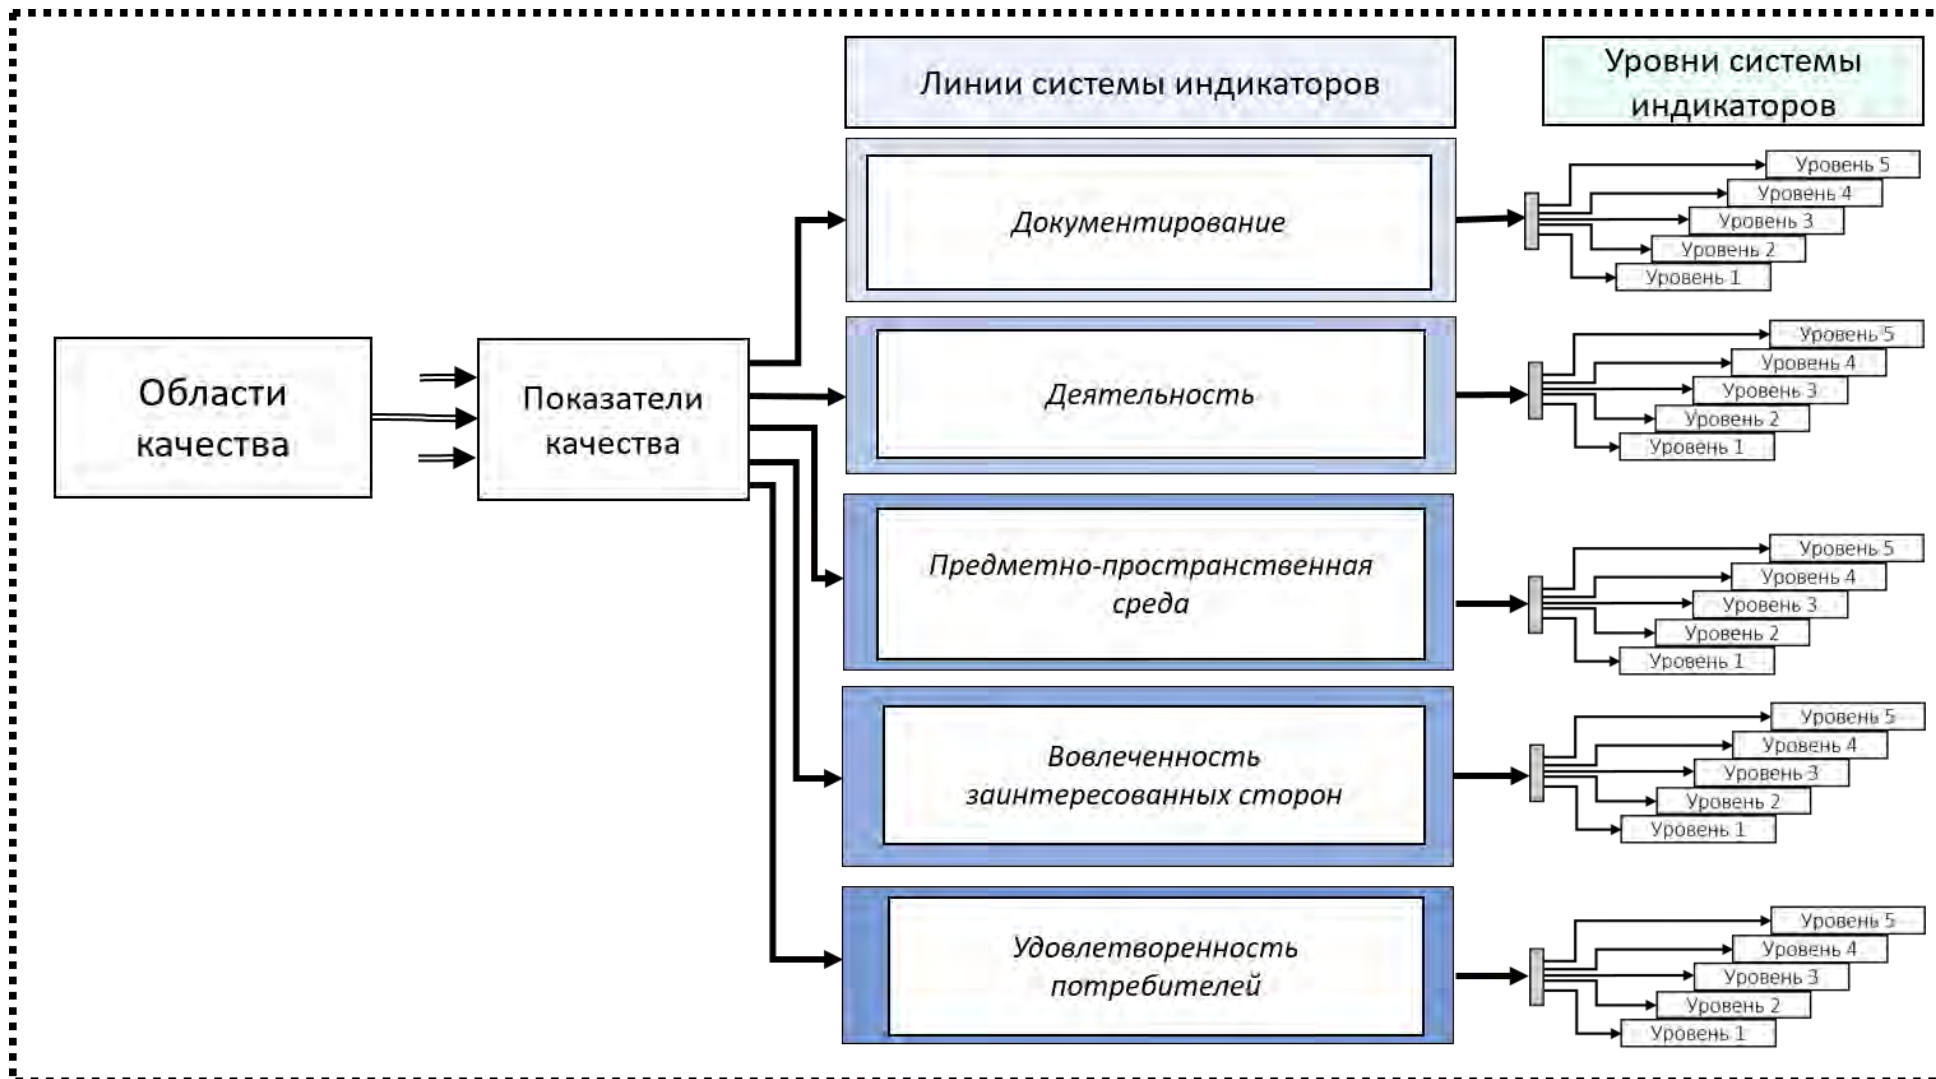 Линии системы индикаторов
Уровни системы
индикаторов
Области
качества
Показатели
качества
Документирование
Уровень 5
Уровень 4
Уровень 3
Уровень 2
Уровень 1
Деятельность
Уровень 5
Уровень 4
Уровень 3
Уровень 2
Уровень 1
Предметно-пространственная
среда
Уровень 5
Уровень 4
Уровень 3
Уровень 2
Уровень 1
Вовлеченность
заинтересованных сторон
Уровень 5
Уровень 4
Уровень 3
Уровень 2
Уровень 1
Удовлетворенность
потребителей
Уровень 5
Уровень 4
Уровень 3
Уровень 2
Уровень 1